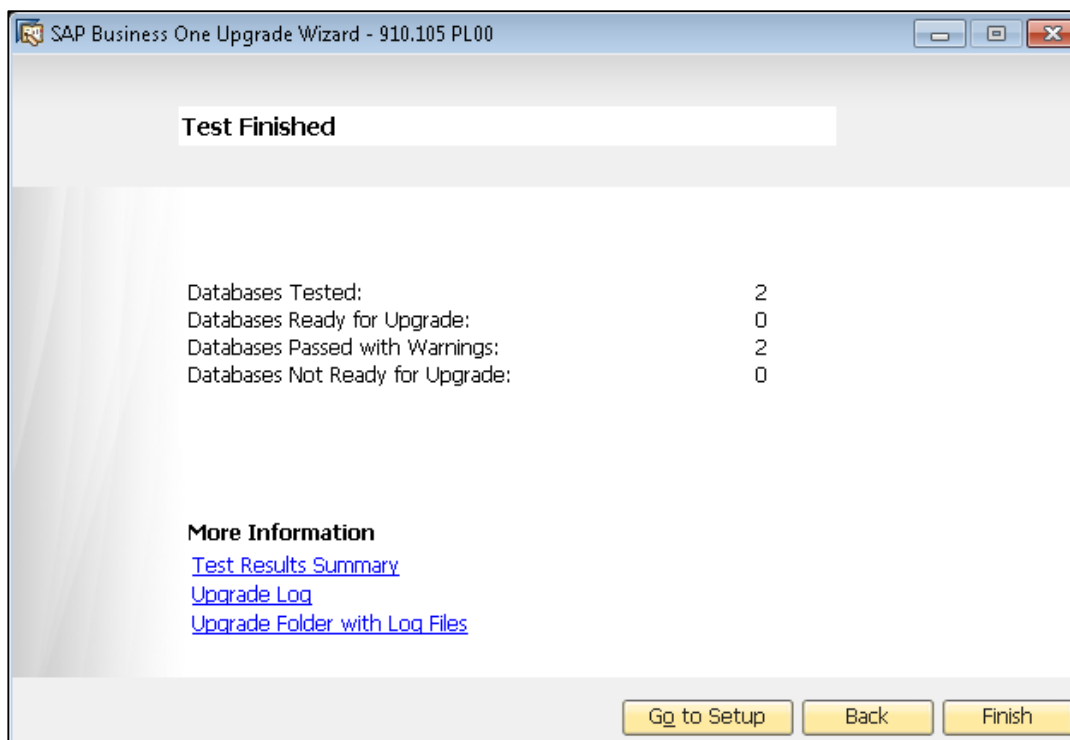 SAP Business One Upgrade Wizard - 910.105 PL00
Test Finished
Databases Tested: 2
Databases Ready for Upgrade: 0
Databases Passed with Warnings: 2
Databases Not Ready for Upgrade: 0
More Information
Test Results Summary
Upgrade Log
Upgrade Folder with Log Files
Go to Setup Back Finish